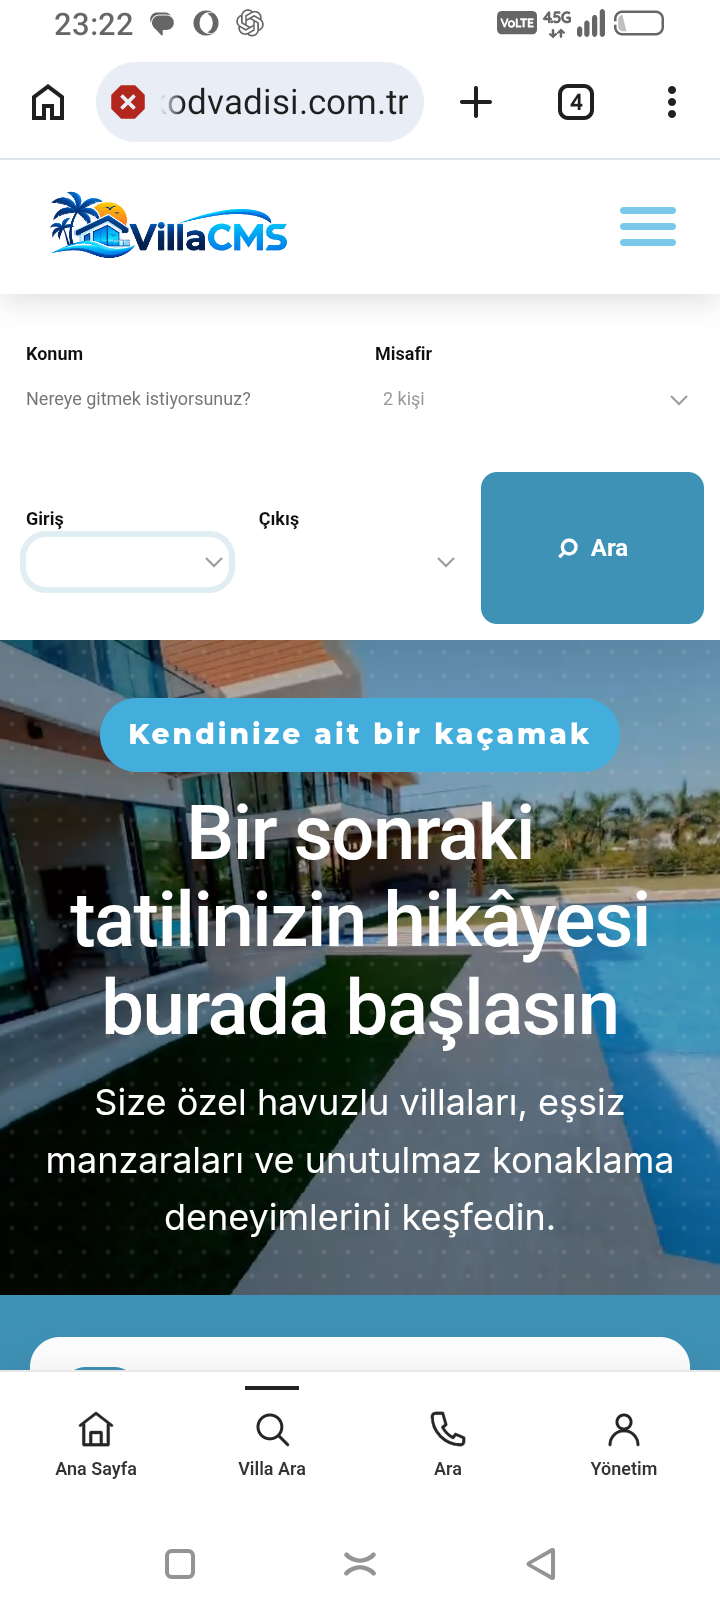 23:22
VoLTE 4.5G
odvadisi.com.tr
4
VillaCMS
Konum
Misafir
Nereye gitmek istiyorsunuz?
2 kişi
Giriş
Çıkış
Ara
Kendinize ait bir kaçamak
Bir sonraki
tatilinizin hikâyesi
burada başlasın
Size özel havuzlu villaları, eşsiz
manzaraları ve unutulmaz konaklama
deneyimlerini keşfedin.
Ana Sayfa
Villa Ara
Ara
Yönetim